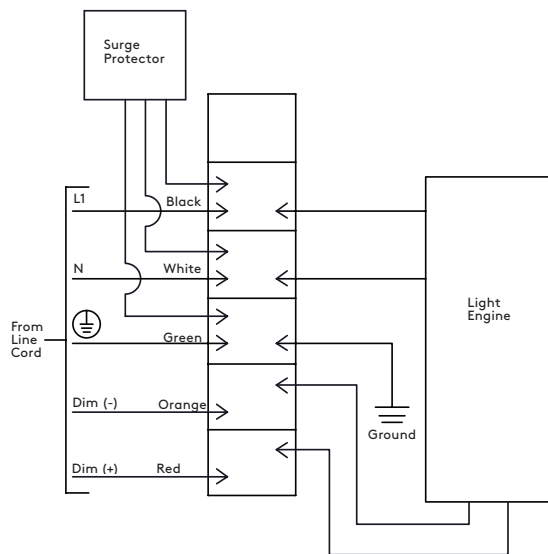 Surge
Protector
L1
Black
N
White
From
Line
Cord
Green
Light
Engine
Dim (-)
Orange
Ground
Dim (+)
Red